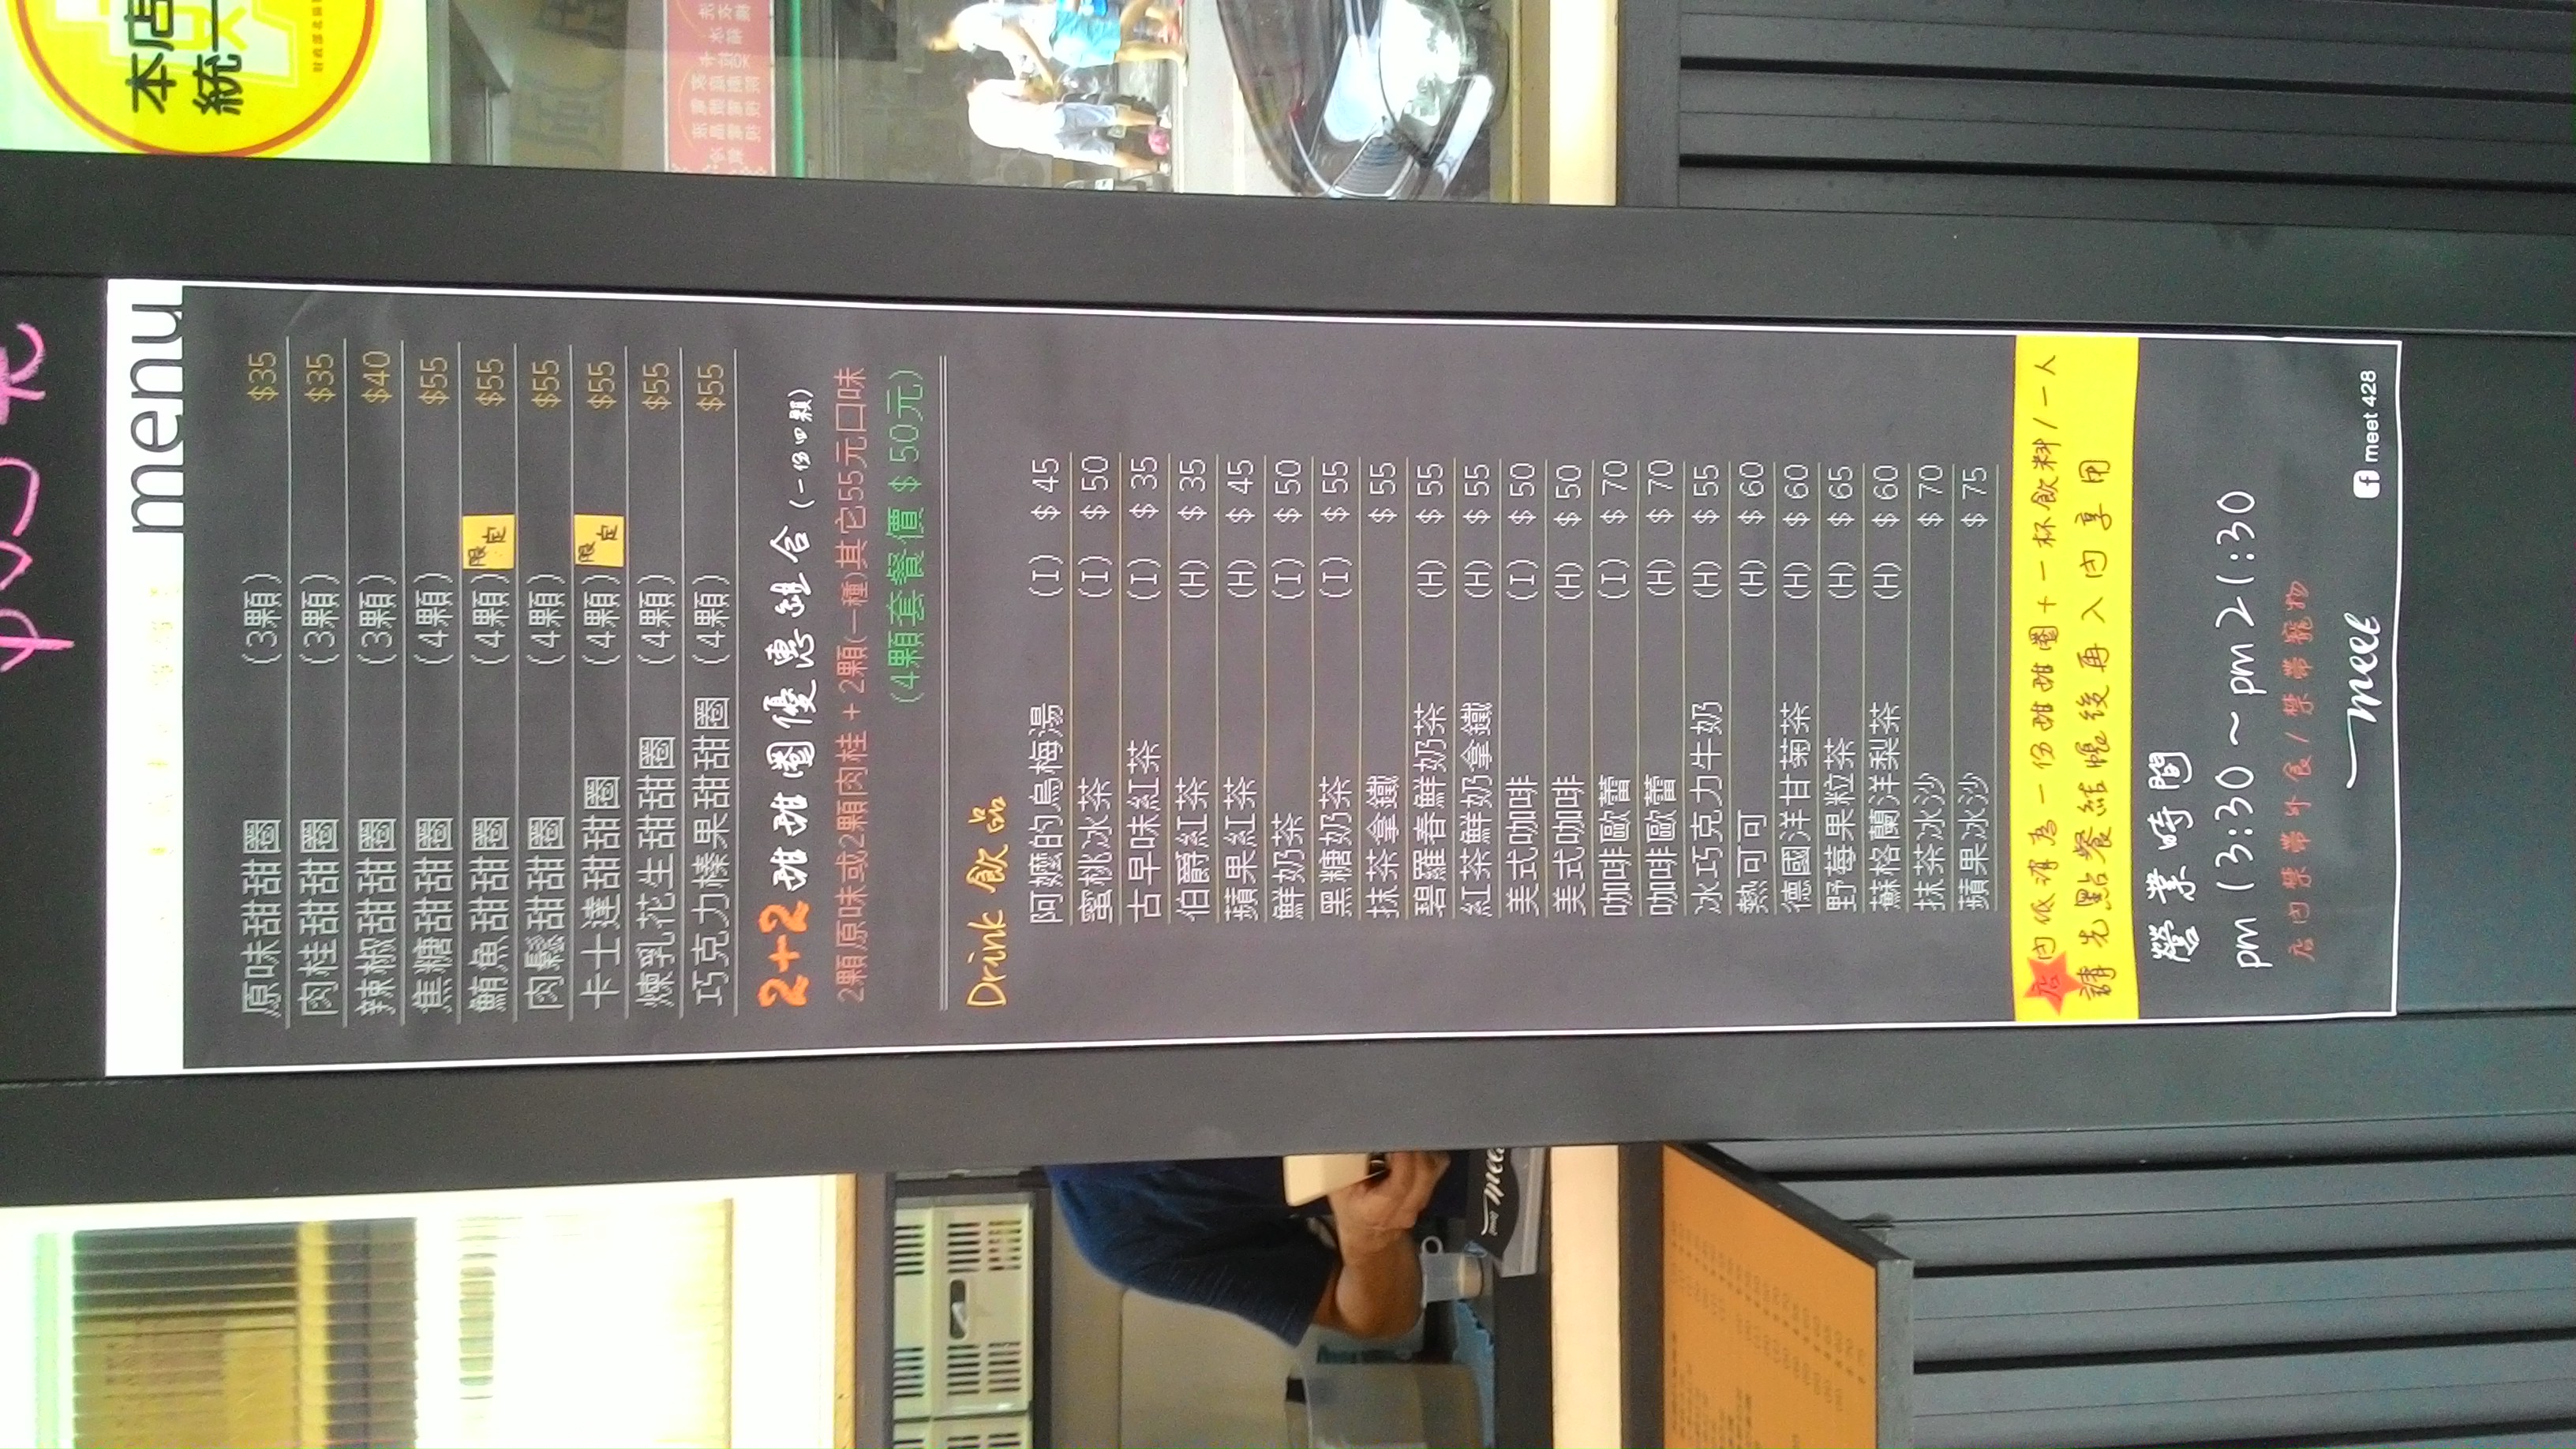 menu
原味甜甜圈 (3顆) $35
肉桂甜甜圈 (3顆) $35
辣椒甜甜圈 (3顆) $40
焦糖甜甜圈 (4顆) $55
鮪魚甜甜圈 (4顆) 限定 $55
肉鬆甜甜圈 (4顆) $55
卡士達甜甜圈 (4顆) 限定 $55
煉乳花生甜甜圈 (4顆) $55
巧克力榛果甜甜圈 (4顆) $55
2+2 甜甜圈優惠組合 (一份四顆)
2顆原味或2顆肉桂 + 2顆(一種)其它55元口味
(4顆套餐價 $ 50元)
Drink 飲品
阿嬤的烏梅湯 (I) $ 45
蜜桃冰茶 (I) $ 50
古早味紅茶 (I) $ 35
伯爵紅茶 (H) $ 35
蘋果紅茶 (H) $ 45
鮮奶茶 (I) $ 50
黑糖奶茶 (I) $ 55
抹茶拿鐵 $ 55
碧羅春鮮奶茶 (H) $ 55
紅茶鮮奶拿鐵 (H) $ 55
美式咖啡 (I) $ 50
美式咖啡 (H) $ 50
咖啡歐蕾 (I) $ 70
咖啡歐蕾 (H) $ 70
冰巧克力牛奶 (H) $ 55
熱可可 (H) $ 60
德國洋甘菊茶 (H) $ 60
野莓果粒茶 (H) $ 65
蘇格蘭洋梨茶 (H) $ 60
抹茶冰沙 $ 70
蘋果冰沙 $ 75
店內低消為一份甜甜圈+一杯飲料/一人
請先點餐結帳後再入內享用
營業時間
pm 13:30 ~ pm 21:30
店內禁帶外食/禁帶寵物
meet
meet 428
本店
統一